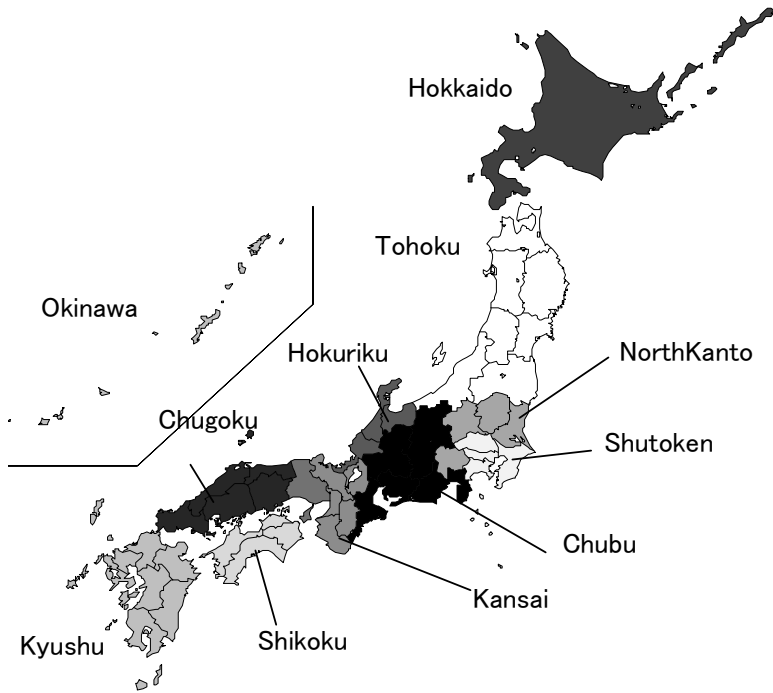 Hokkaido
Tohoku
Okinawa
Hokuriku
NorthKanto
Chugoku
Shutoken
Chubu
Kansai
Shikoku
Kyushu